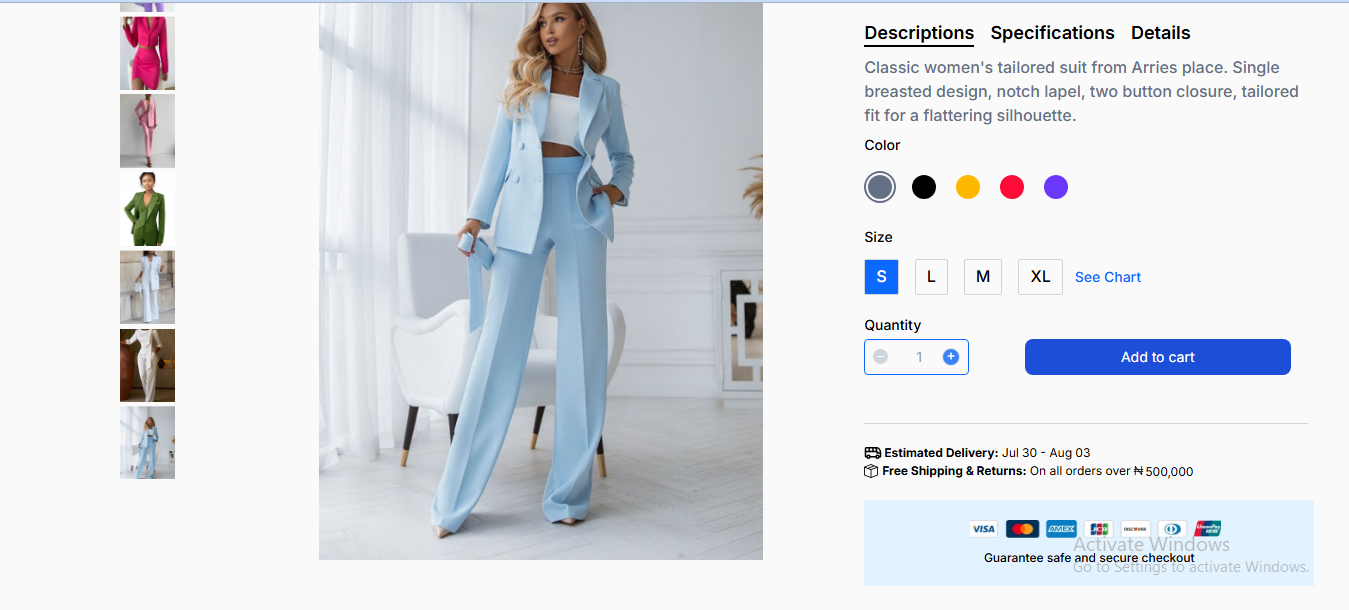 Descriptions Specifications Details
Classic women's tailored suit from Arries place. Single
breasted design, notch lapel, two button closure, tailored
fit for a flattering silhouette.
Color
Size
S L M XL See Chart
Quantity
1 Add to cart
Estimated Delivery: Jul 30 - Aug 03
Free Shipping & Returns: On all orders over ₦500,000
VISA AMEX JCB DISCOVER UnionPay
Activate Windows
Guarantee safe and secure checkout
Go to Settings to activate Windows.